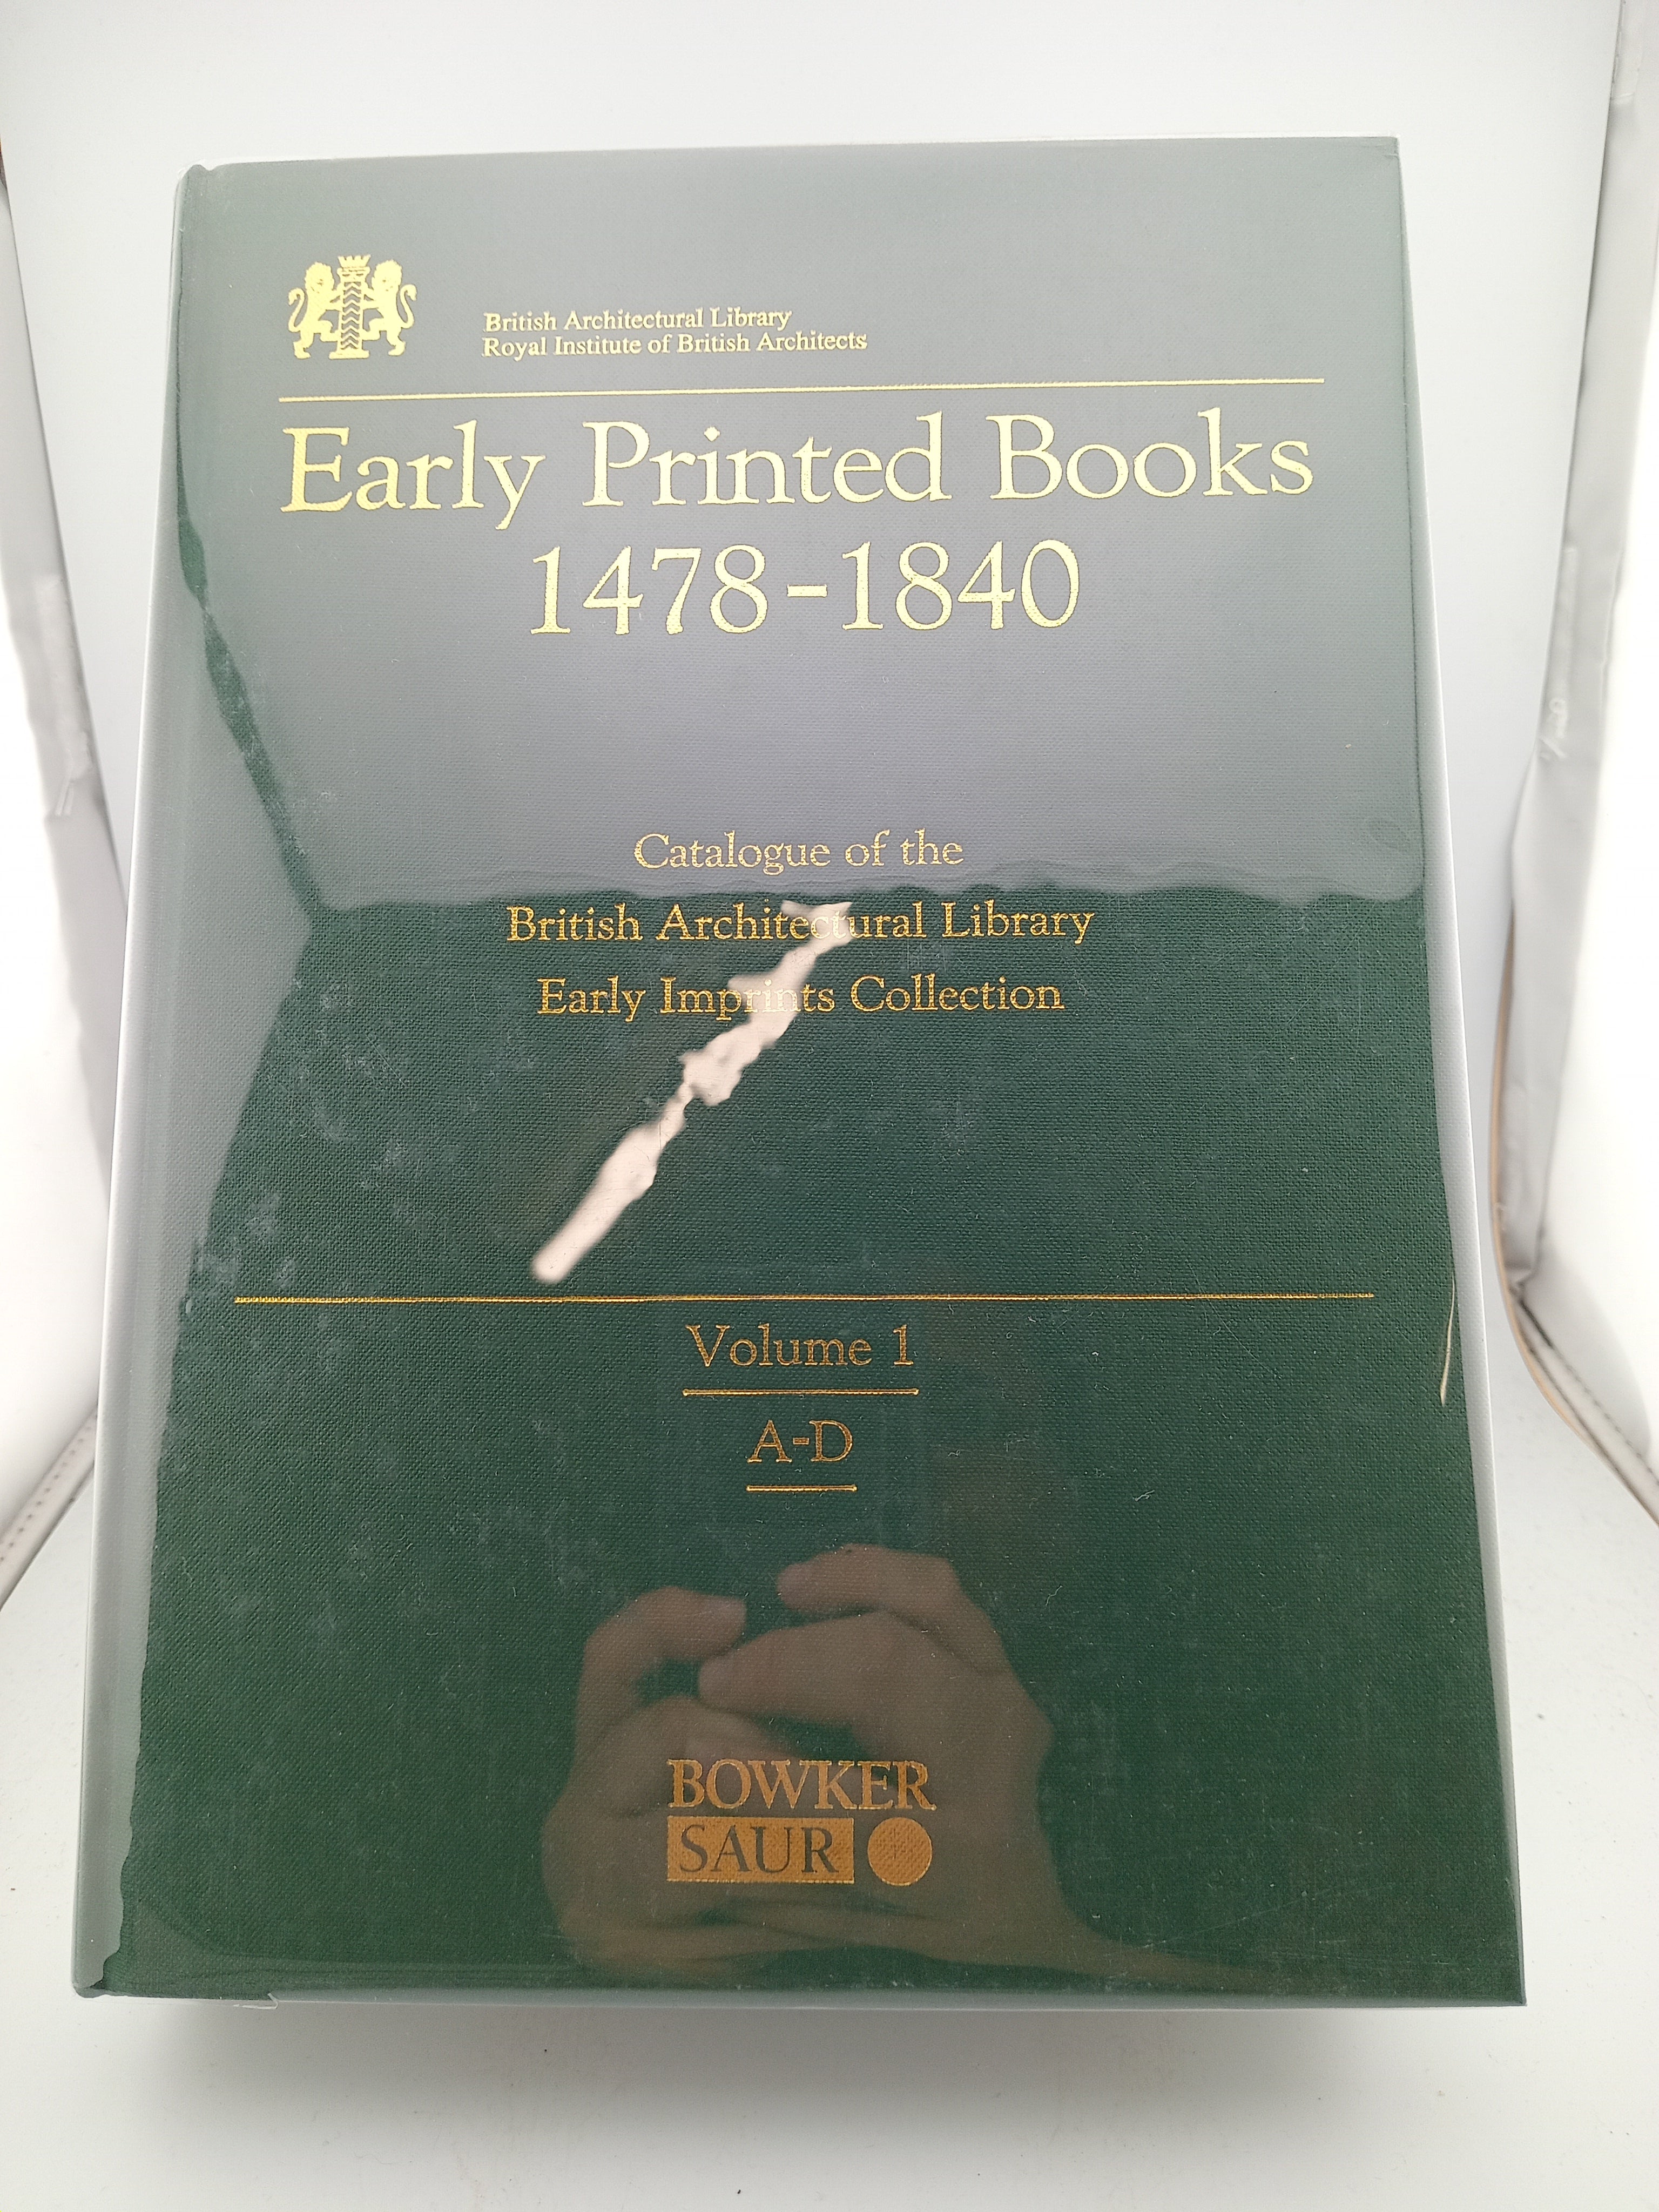 British Architectural Library
Royal Institute of British Architects
Early Printed Books
1478-1840
Catalogue of the
British Architectural Library
Early Imprints Collection
Volume 1
A-D
BOWKER
SAUR